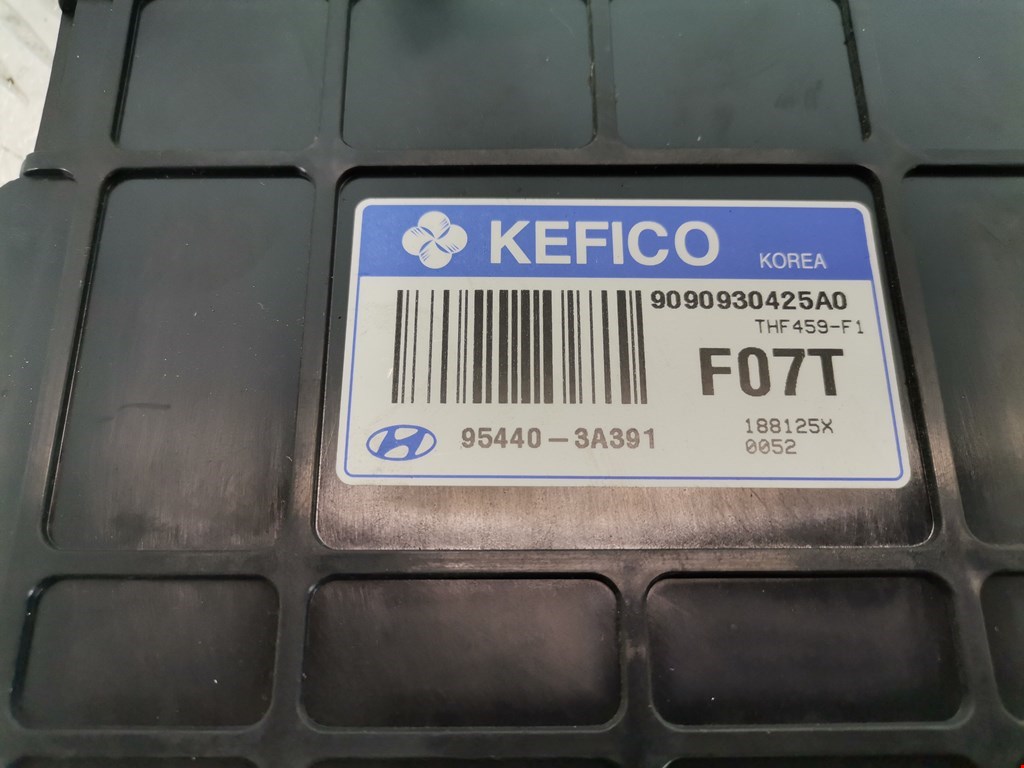 KEFICO KOREA
9090930425A0
THF459-F1
F07T
95440-3A391
188125X
0052